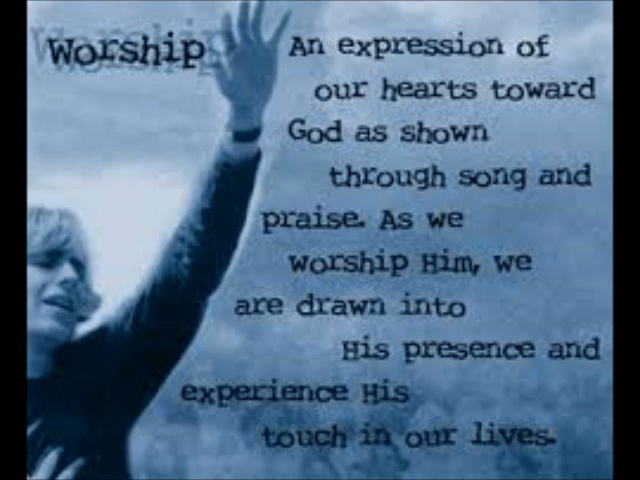 Worship
An expression of
our hearts toward
God as shown
through song and
praise. As we
worship Him, we
are drawn into
His presence and
experience His
touch in our lives.